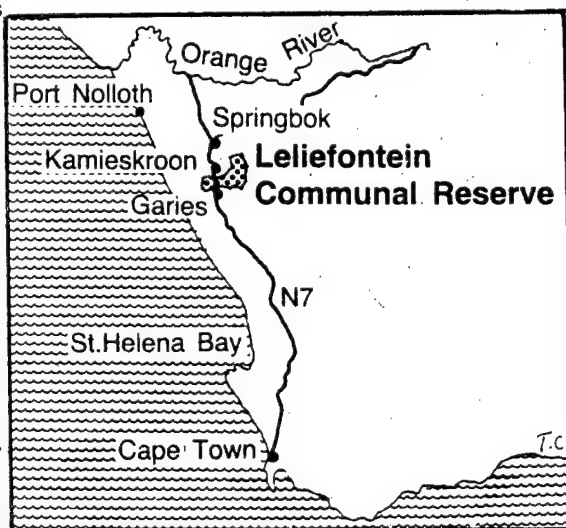 Orange River
Port Nolloth
Springbok
Kamieskroon
Leliefontein
Communal Reserve
Garies
N7
St.Helena Bay
Cape Town
T.C